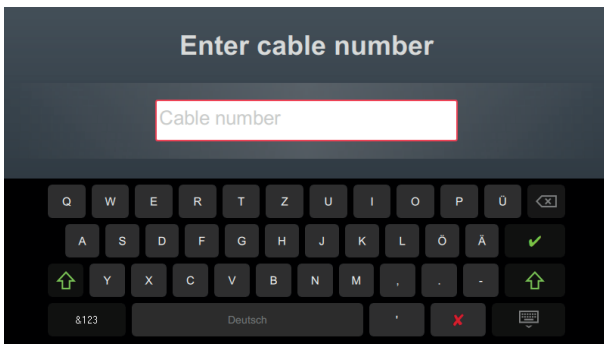 Enter cable number
Cable number
Q W E R T Z U I O P Ü
A S D F G H J K L Ö Ä
Y X C V B N M , . -
&123 Deutsch '